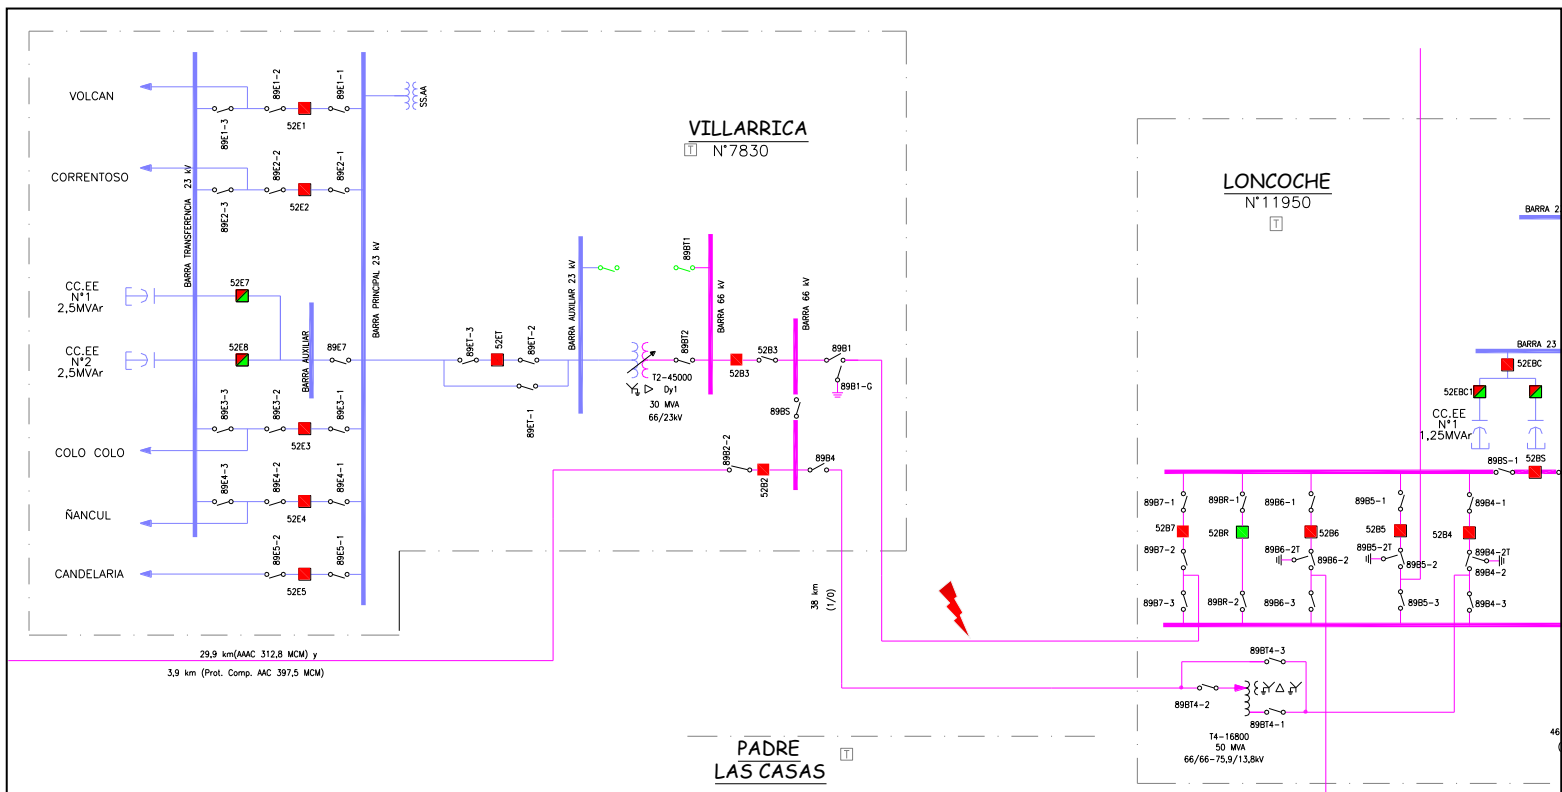 VOLCAN
89E1-3
89E1-2
52E1
89E1-1
SS.AA
CORRENTOSO
BARRA TRANSFERENCIA 23 kV
89E2-3
89E2-2
52E2
89E2-1
CC.EE
N°1
2,5MVAr
52E7
CC.EE
N°2
2,5MVAr
52E8
BARRA AUXILIAR
89E7
BARRA PRINCIPAL 23 kV
COLO COLO
89E3-3
89E3-2
52E3
89E3-1
ÑANCUL
89E4-3
89E4-2
52E4
89E4-1
CANDELARIA
89E5-2
52E5
89E5-1
VILLARRICA
T
N°7830
89ET-3
52ET
89ET-2
89ET-1
BARRA AUXILIAR 23 kV
89BT1
BARRA 66 kV
BARRA 66 kV
89BT2
T2-45000
Dy1
30 MVA
66/23kV
52B3
52B3
89B1
89B1-G
89BS
89B2-2
52B2
89B4
38 km
(1/0)
29,9 km(AAAC 312,8 MCM) y
3,9 km (Prot. Comp. AAC 397,5 MCM)
PADRE
LAS CASAS
T
LONCOCHE
N°11950
T
BARRA 2
BARRA 23
52EBC
52EBC1
CC.EE
N°1
1,25MVAr
89BS-1
52BS
89B7-1
89BR-1
89B6-1
89B5-1
89B4-1
52B7
52BR
52B6
52B5
52B4
89B7-2
89B6-2T
89B6-2
89B5-2T
89B5-2
89B4-2T
89B4-2
89B7-3
89BR-2
89B6-3
89B5-3
89B4-3
89BT4-3
89BT4-2
89BT4-1
T4-16800
50 MVA
66/66-75,9/13,8kV
46